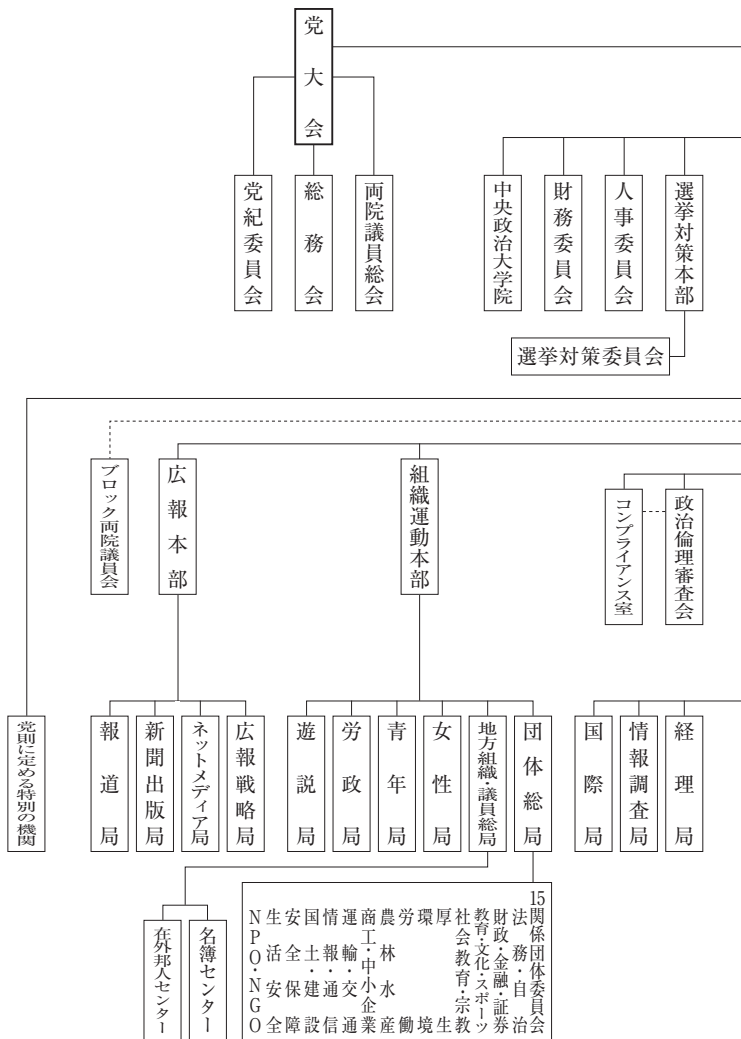 党大会
両院議員総会
総務会
党紀委員会
選挙対策本部
人事委員会
財務委員会
中央政治大学院
選挙対策委員会
政治倫理審査会
コンプライアンス室
組織運動本部
広報本部
ブロック両院議員会
経理局
情報調査局
国際局
団体総局
地方組織・議員総局
女性局
青年局
労政局
遊説局
広報戦略局
ネットメディア局
新聞出版局
報道局
党則に定める特別の機関
15関係団体委員会
法務・自治
財政・金融・証券
教育・文化・スポーツ
社会教育・宗教
厚生
環境
労働
農林水産
商工・中小企業
運輸・交通
情報・通信
国土・建設
安全保障
生活安全
NPO・NGO
名簿センター
在外邦人センター